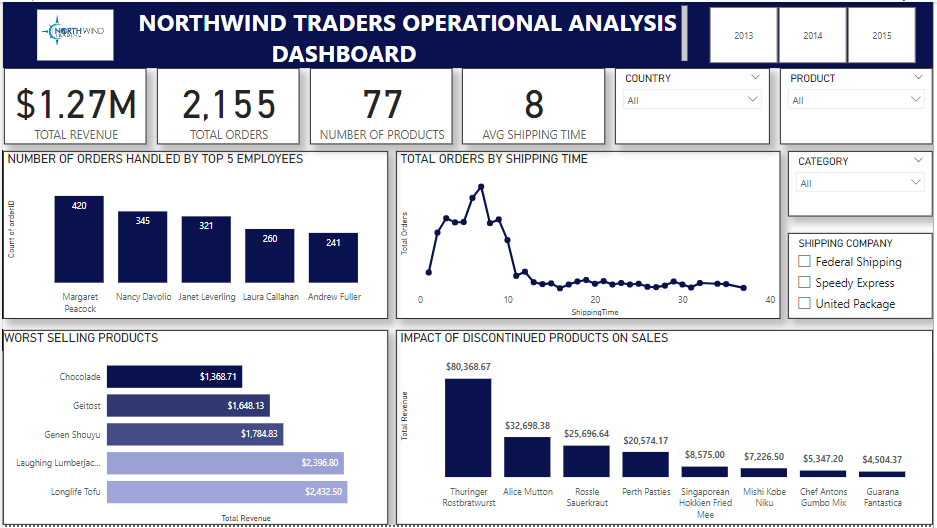 NORTHWIND
TRADING
NORTHWIND TRADERS OPERATIONAL ANALYSIS
DASHBOARD
2013
2014
2015
$1.27M
TOTAL REVENUE
2,155
TOTAL ORDERS
77
NUMBER OF PRODUCTS
8
AVG SHIPPING TIME
COUNTRY
All
PRODUCT
All
NUMBER OF ORDERS HANDLED BY TOP 5 EMPLOYEES
Count of orderID
420
345
321
260
241
Margaret
Peacock
Nancy Davolio
Janet Leverling
Laura Callahan
Andrew Fuller
TOTAL ORDERS BY SHIPPING TIME
Total Orders
0
10
20
30
40
ShippingTime
CATEGORY
All
SHIPPING COMPANY
Federal Shipping
Speedy Express
United Package
WORST SELLING PRODUCTS
Chocolade
$1,368.71
Geitost
$1,648.13
Genen Shouyu
$1,784.83
Laughing Lumberjac...
$2,396.80
Longlife Tofu
$2,432.50
Total Revenue
IMPACT OF DISCONTINUED PRODUCTS ON SALES
Total Revenue
$80,368.67
$32,698.38
$25,696.64
$20,574.17
$8,575.00
$7,226.50
$5,347.20
$4,504.37
Thuringer
Rostbratwurst
Alice Mutton
Rossle
Sauerkraut
Perth Pasties
Singaporean
Hokkien Fried
Mee
Mishi Kobe
Niku
Chef Antons
Gumbo Mix
Guarana
Fantastica